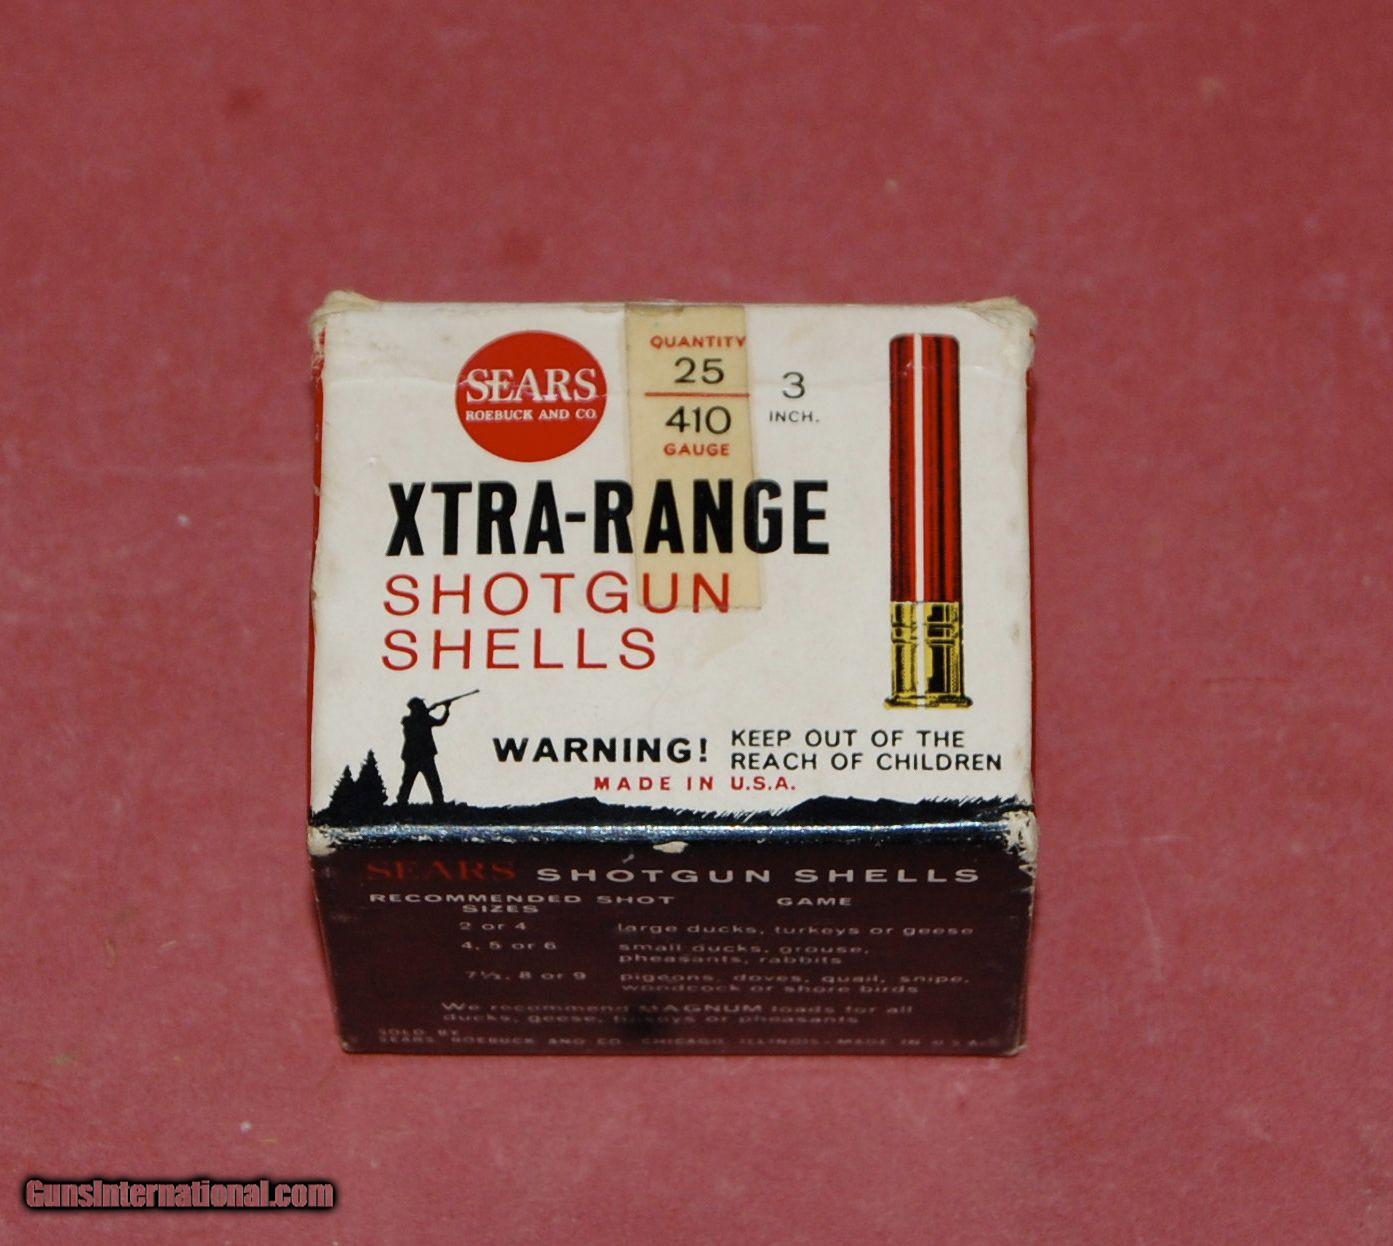 SEARS
ROEBUCK AND CO.
QUANTITY
25
410
GAUGE
3
INCH.
XTRA-RANGE
SHOTGUN
SHELLS
WARNING! KEEP OUT OF THE
REACH OF CHILDREN
MADE IN U.S.A.
SEARS SHOTGUN SHELLS
RECOMMENDED SHOT
SIZES
GAME
2 or 4 large ducks, turkeys or geese
4, 5 or 6 small ducks, grouse,
pheasants, rabbits
7½, 8 or 9 pigeons, doves, quail, snipe,
woodcock or shore birds
We recommend MAGNUM loads for all
ducks, geese, turkeys or pheasants
SOLD BY
SEARS ROEBUCK AND CO. CHICAGO ILLINOIS - MADE IN U.S.A.
GunsInternational.com